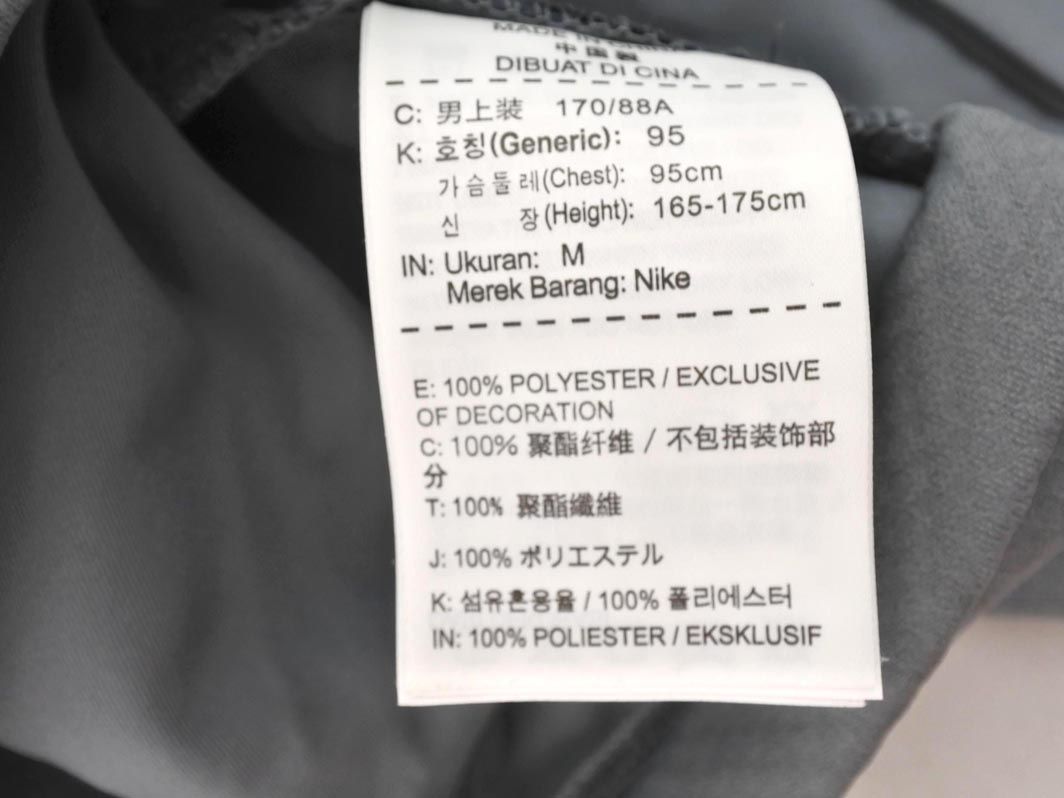 MADE IN CHINA
中国製
DIBUAT DI CINA
C: 男上装 170/88A
K: 호칭(Generic): 95
가슴둘레(Chest): 95cm
신 장(Height): 165-175cm
IN: Ukuran: M
Merek Barang: Nike
E: 100% POLYESTER / EXCLUSIVE
OF DECORATION
C: 100% 聚酯纤维 / 不包括装饰部
分
T: 100% 聚酯纖維
J: 100% ポリエステル
K: 섬유혼용율 / 100% 폴리에스터
IN: 100% POLIESTER / EKSKLUSIF